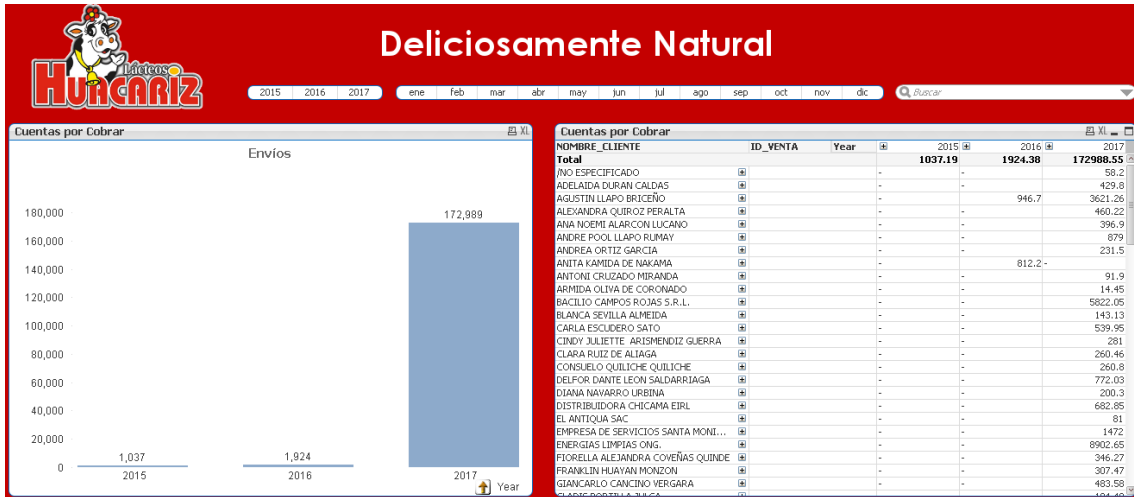 Deliciosamente Natural
Lácteos
HUACARIZ
2015 2016 2017 ene feb mar abr may jun jul ago sep oct nov dic Buscar
Cuentas por Cobrar XL
Envíos
180,000
160,000
140,000
120,000
100,000
80,000
60,000
40,000
20,000
0
1,037 1,924 172,989
2015 2016 2017
Year
Cuentas por Cobrar XL
NOMBRE_CLIENTE ID_VENTA Year 2015 2016 2017
Total 1037.19 1924.38 172988.55
/NO ESPECIFICADO - - 58.2
ADELAIDA DURAN CALDAS - - 429.8
AGUSTIN LLAPO BRICEÑO - 946.7 3621.26
ALEXANDRA QUIROZ PERALTA - - 460.22
ANA NOEMI ALARCON LUCANO - - 396.9
ANDRE POOL LLAPO RUMAY - - 879
ANDREA ORTIZ GARCIA - - 231.5
ANITA KAMIDA DE NAKAMA - 812.2 -
ANTONI CRUZADO MIRANDA - - 91.9
ARMIDA OLIVA DE CORONADO - - 14.45
BACILIO CAMPOS ROJAS S.R.L. - - 5822.05
BLANCA SEVILLA ALMEIDA - - 143.13
CARLA ESCUDERO SATO - - 539.95
CINDY JULIETTE ARISMENDIZ GUERRA - - 281
CLARA RUIZ DE ALIAGA - - 260.46
CONSUELO QUILICHE QUILICHE - - 260.8
DELFOR DANTE LEON SALDARRIAGA - - 772.03
DIANA NAVARRO URBINA - - 200.3
DISTRIBUIDORA CHICAMA EIRL - - 682.85
EL ANTIQUA SAC - - 81
EMPRESA DE SERVICIOS SANTA MONI... - - 1472
ENERGIAS LIMPIAS ONG. - - 8902.65
FIORELLA ALEJANDRA COVEÑAS QUINDE - - 346.27
FRANKLIN HUAYAN MONZON - - 307.47
GIANCARLO CANCINO VERGARA - - 483.58